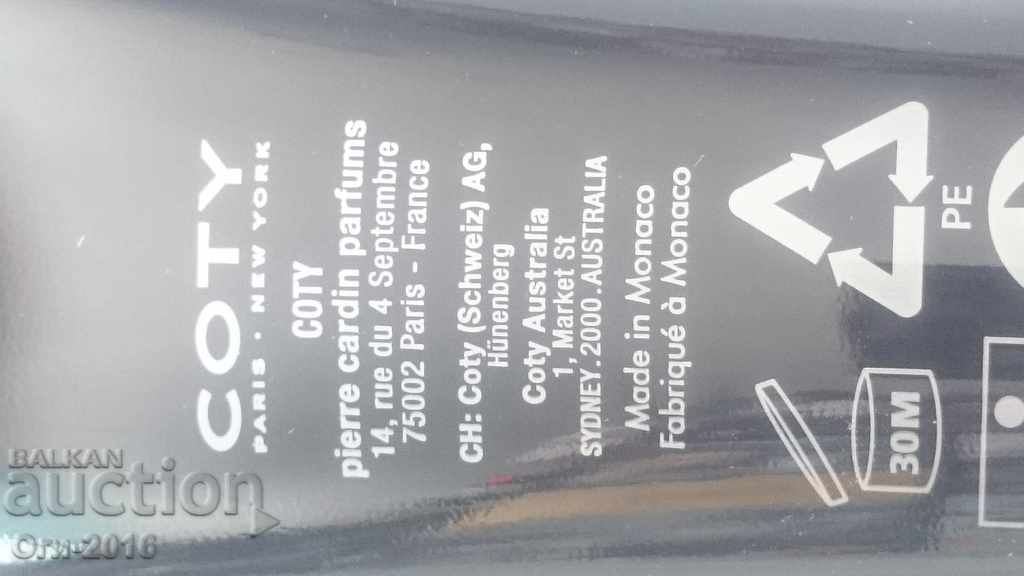 COTY
PARIS · NEW YORK
COTY
pierre cardin parfums
14, rue du 4 Septembre
75002 Paris - France
CH: Coty (Schweiz) AG,
Hünenberg
Coty Australia
1, Market St
SYDNEY 2000 AUSTRALIA
Made in Monaco
Fabriqué à Monaco
PE
30M
BALKAN
auction
Оги-2016